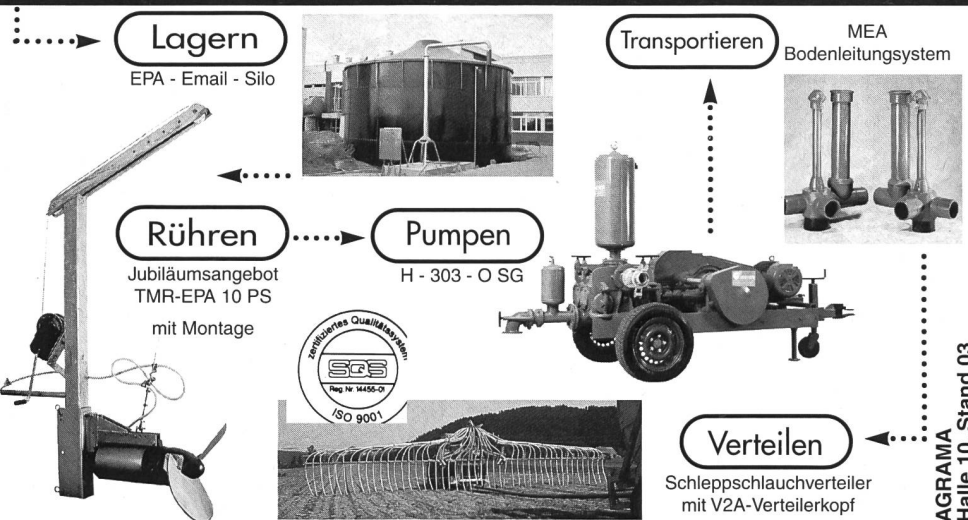 Lagern
EPA - Email - Silo
Rühren
Jubiläumsangebot
TMR-EPA 10 PS
mit Montage
Pumpen
H - 303 - O SG
Transportieren
MEA
Bodenleitungsystem
zertifiziertes Qualitätssystem
SQS
Reg. Nr. 14455-01
ISO 9001
Verteilen
Schleppschlauchverteiler
mit V2A-Verteilerkopf
AGRAMA
Halle 10, Stand 03